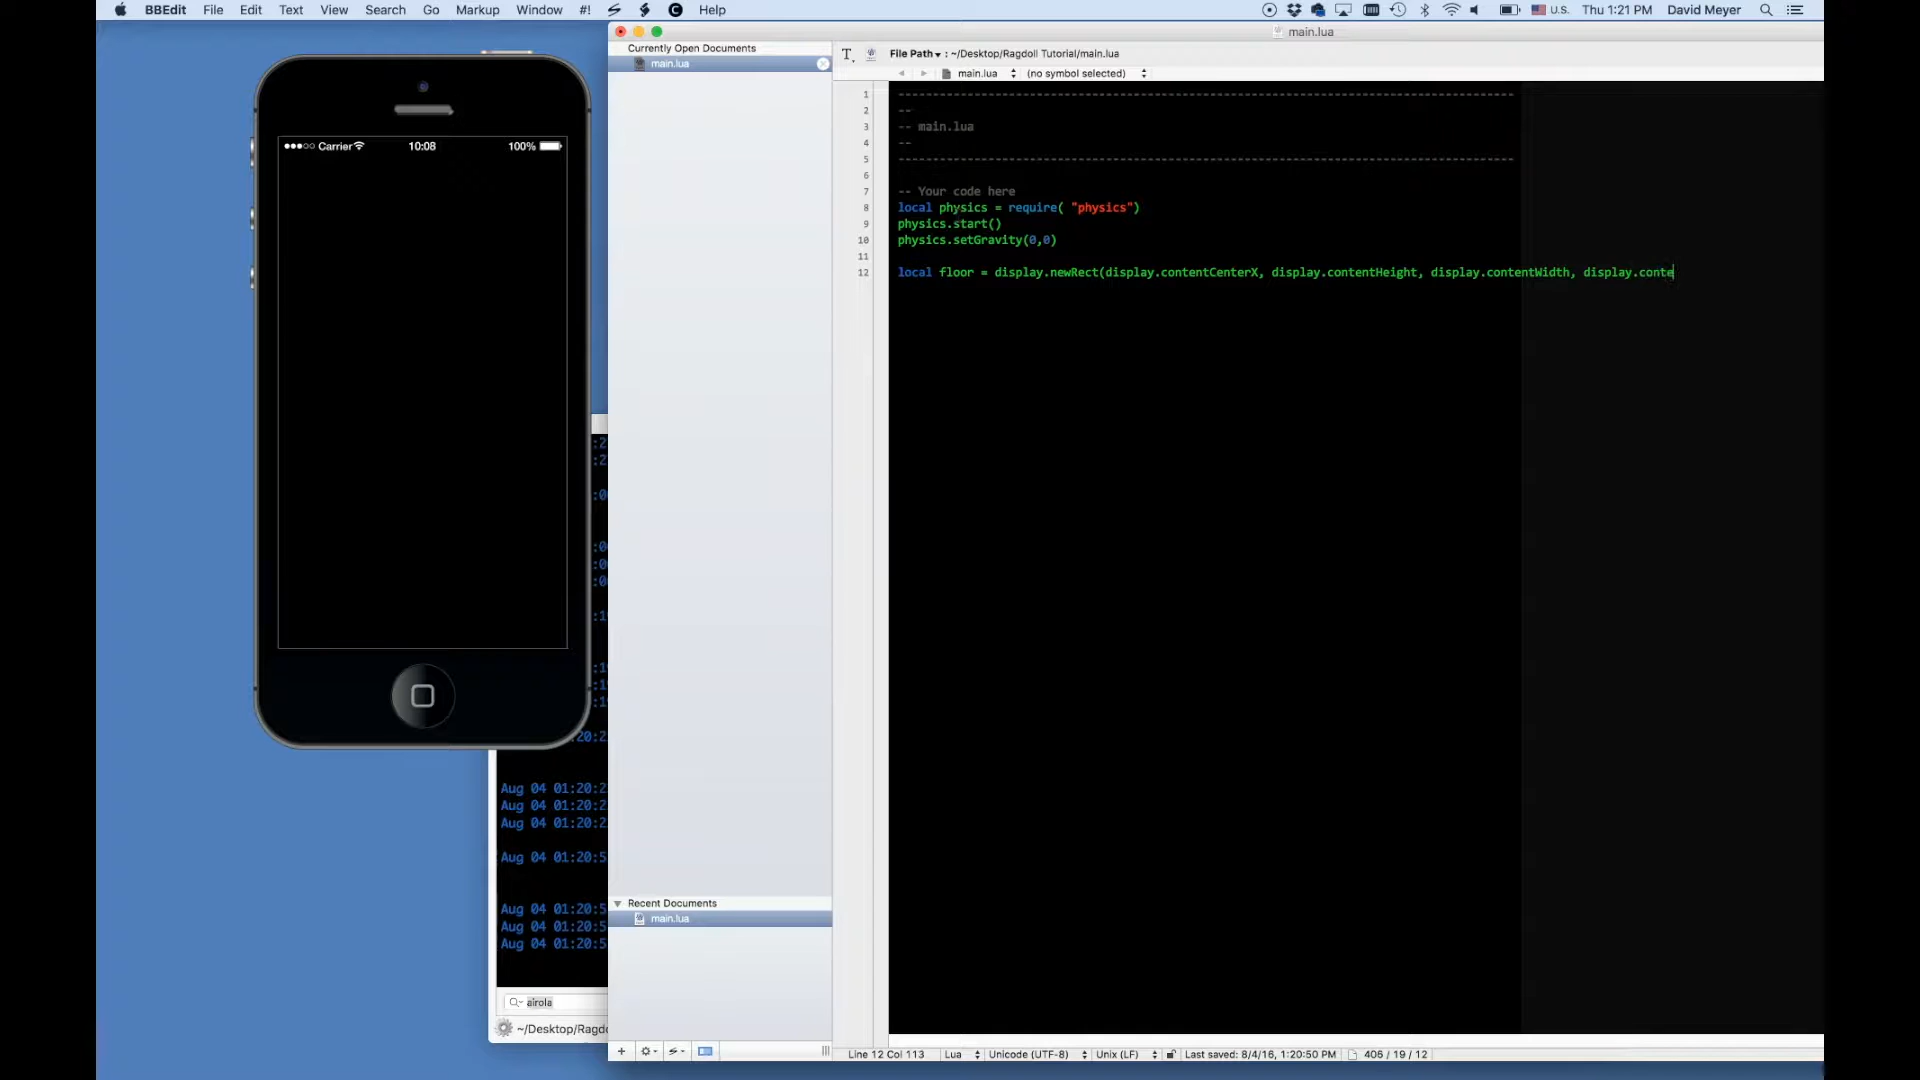 BBEdit File Edit Text View Search Go Markup Window #! Help U.S. Thu 1:21 PM David Meyer
main.lua
Currently Open Documents
main.lua
File Path : ~/Desktop/Ragdoll Tutorial/main.lua
main.lua (no symbol selected)
Carrier 10:08 100%
1 --------------------------------------------------------------------------------
2 --
3 -- main.lua
4 --
5 --------------------------------------------------------------------------------
6
7 -- Your code here
8 local physics = require( "physics")
9 physics.start()
10 physics.setGravity(0,0)
11
12 local floor = display.newRect(display.contentCenterX, display.contentHeight, display.contentWidth, display.conte
Aug 04 01:20:2
Aug 04 01:20:2
Aug 04 01:20:2
Aug 04 01:20:5
Aug 04 01:20:5
Aug 04 01:20:5
Aug 04 01:20:5
airola
~/Desktop/Ragdo
Recent Documents
main.lua
Line 12 Col 113 Lua Unicode (UTF-8) Unix (LF) Last saved: 8/4/16, 1:20:50 PM 406 / 19 / 12